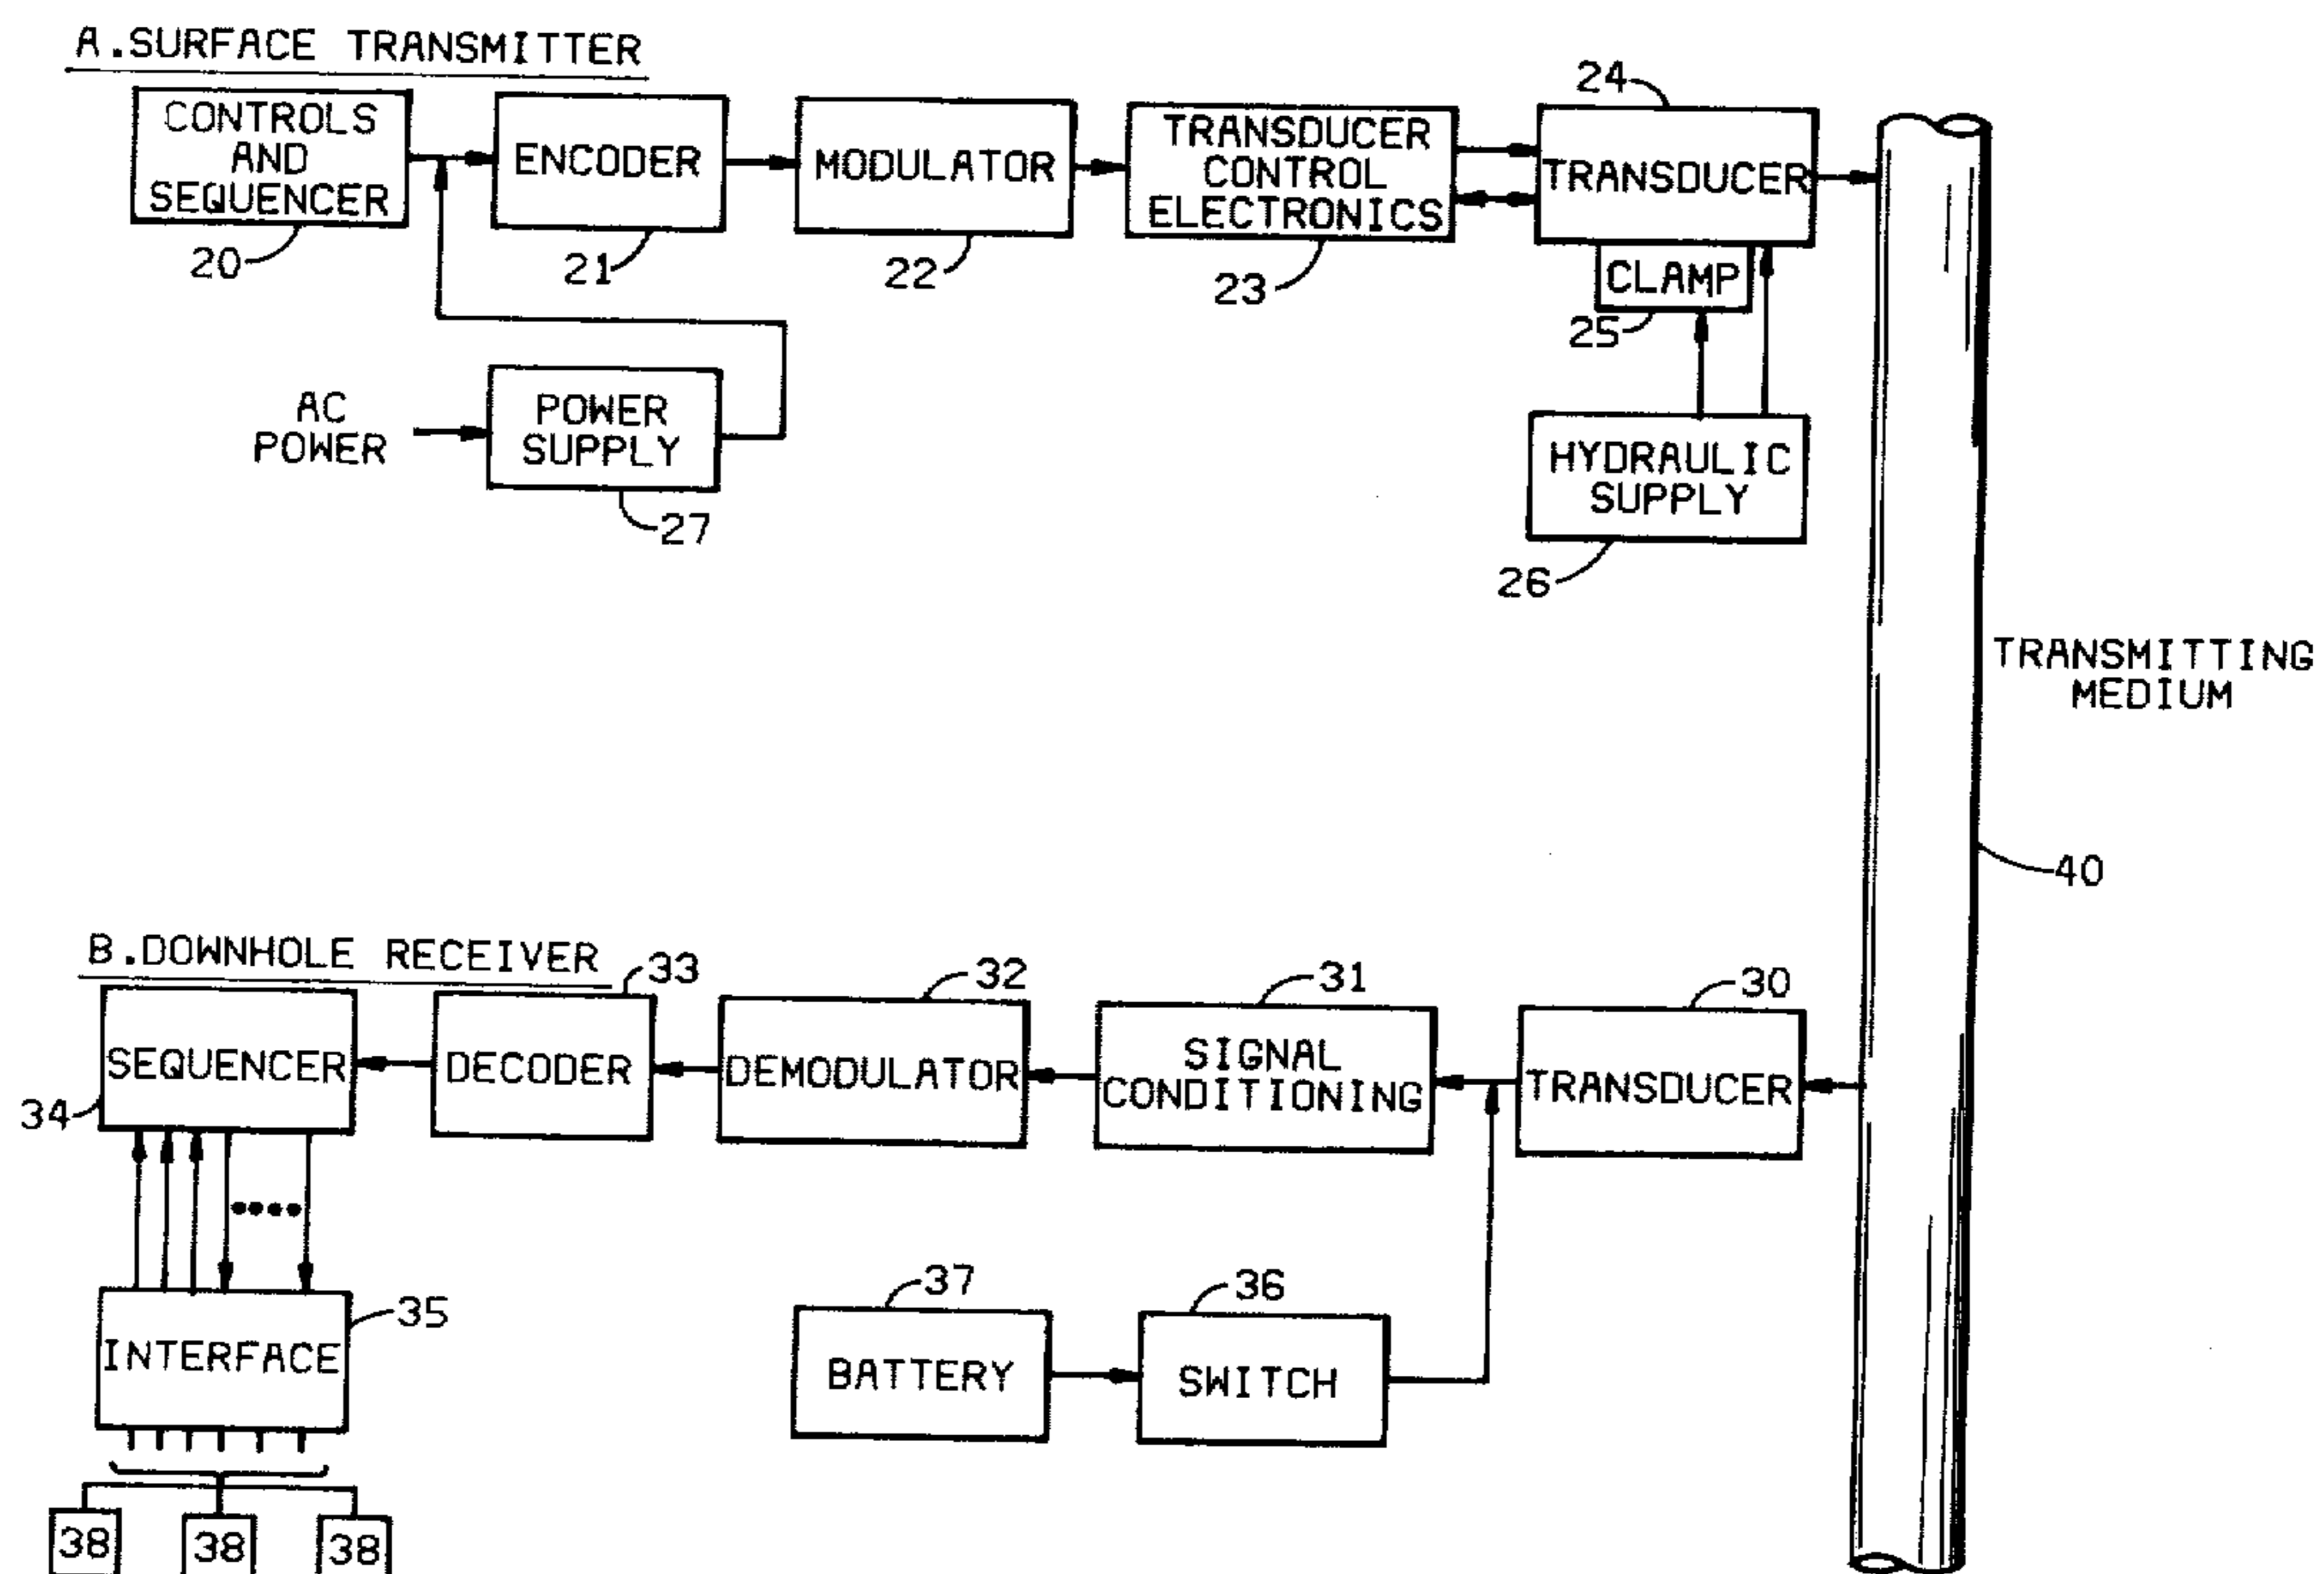 A.SURFACE TRANSMITTER
CONTROLS
AND
SEQUENCER
20
ENCODER
21
MODULATOR
22
TRANSDUCER
CONTROL
ELECTRONICS
23
24
TRANSDUCER
CLAMP
25
HYDRAULIC
SUPPLY
26
AC
POWER
POWER
SUPPLY
27
TRANSMITTING
MEDIUM
40
B.DOWNHOLE RECEIVER
SEQUENCER
34
33
DECODER
32
DEMODULATOR
31
SIGNAL
CONDITIONING
30
TRANSDUCER
INTERFACE
35
37
BATTERY
36
SWITCH
38
38
38